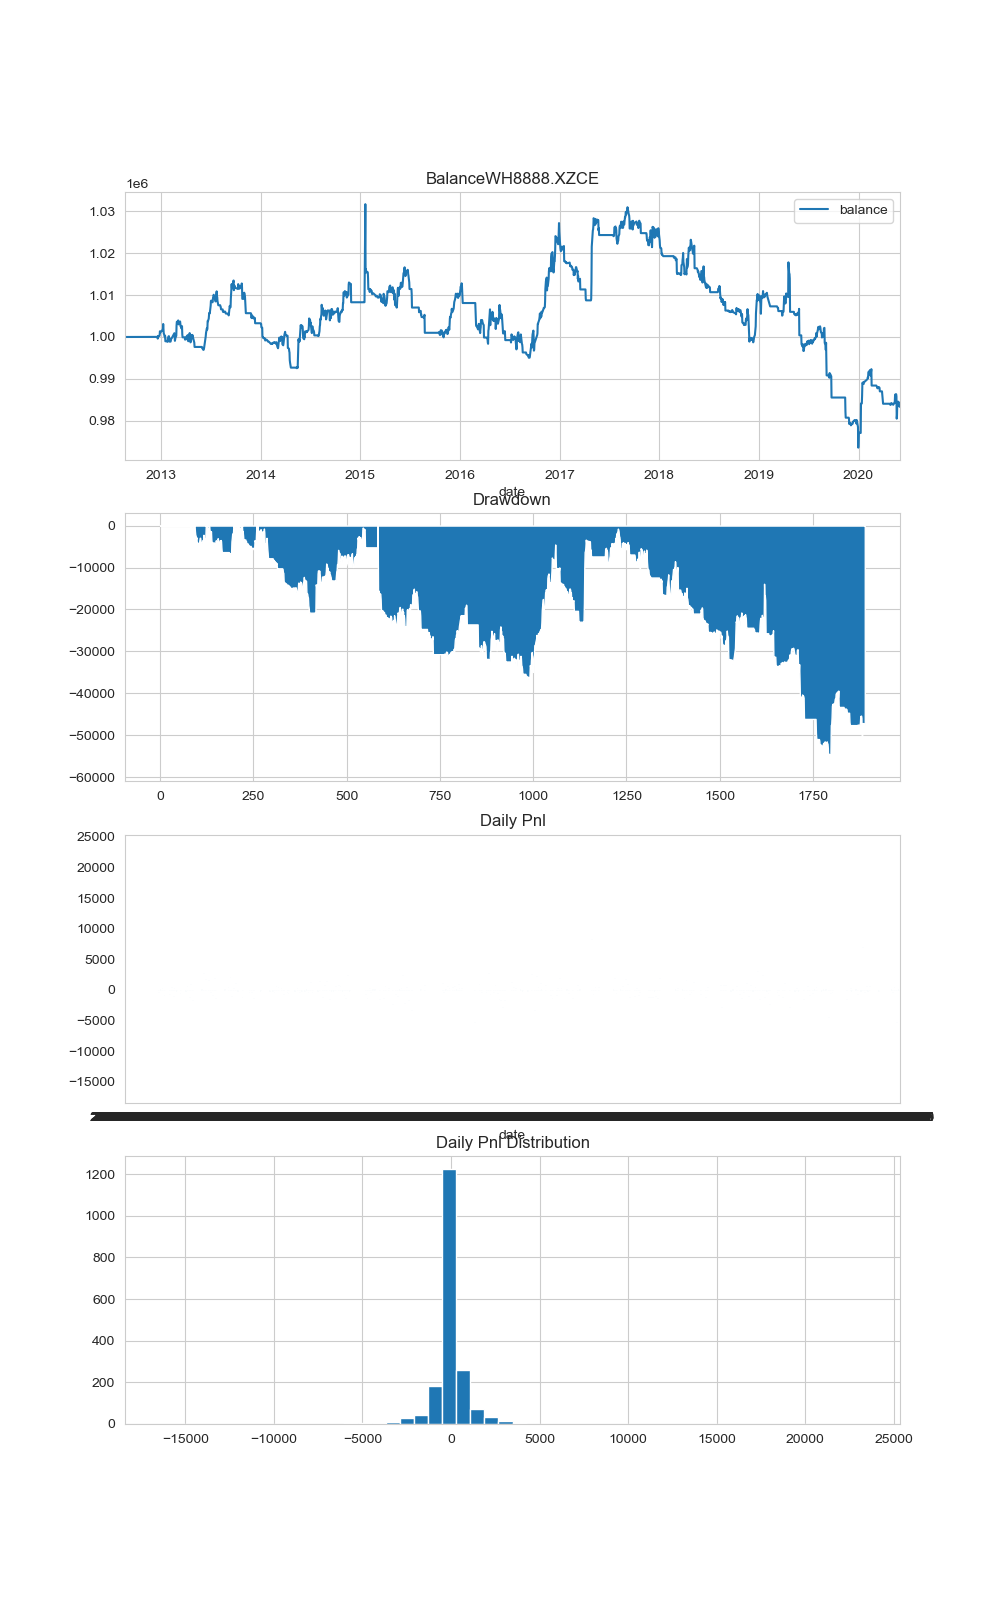 BalanceWH8888.XZCE
1e6
balance
1.03
1.02
1.01
1.00
0.99
0.98
2013 2014 2015 2016 2017 2018 2019 2020
date
Drawdown
0
−10000
−20000
−30000
−40000
−50000
−60000
0 250 500 750 1000 1250 1500 1750
Daily Pnl
25000
20000
15000
10000
5000
0
−5000
−10000
−15000
date
Daily Pnl Distribution
1200
1000
800
600
400
200
0
−15000 −10000 −5000 0 5000 10000 15000 20000 25000